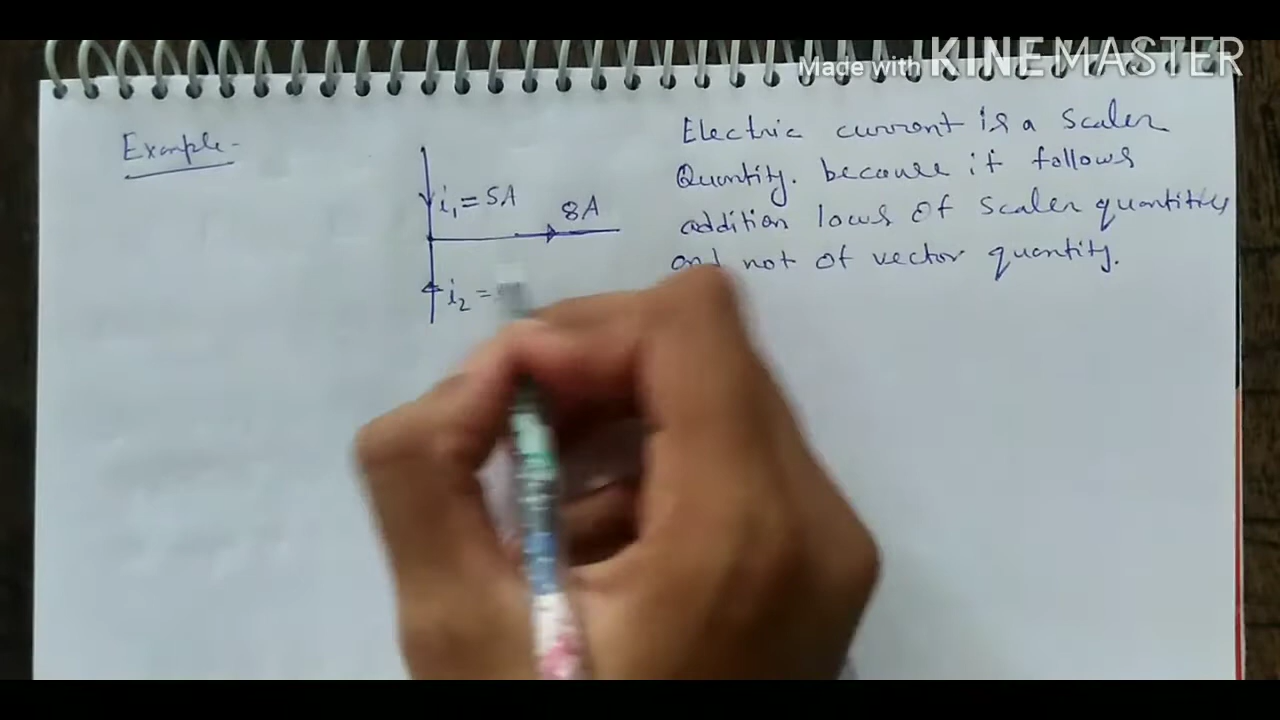 Made with KINEMASTER
Example-
i₁ = 5A
8A
i₂ =
Electric current is a scaler
Quantity. because it follows
addition laws of scaler quantities
and not of vector quantity.